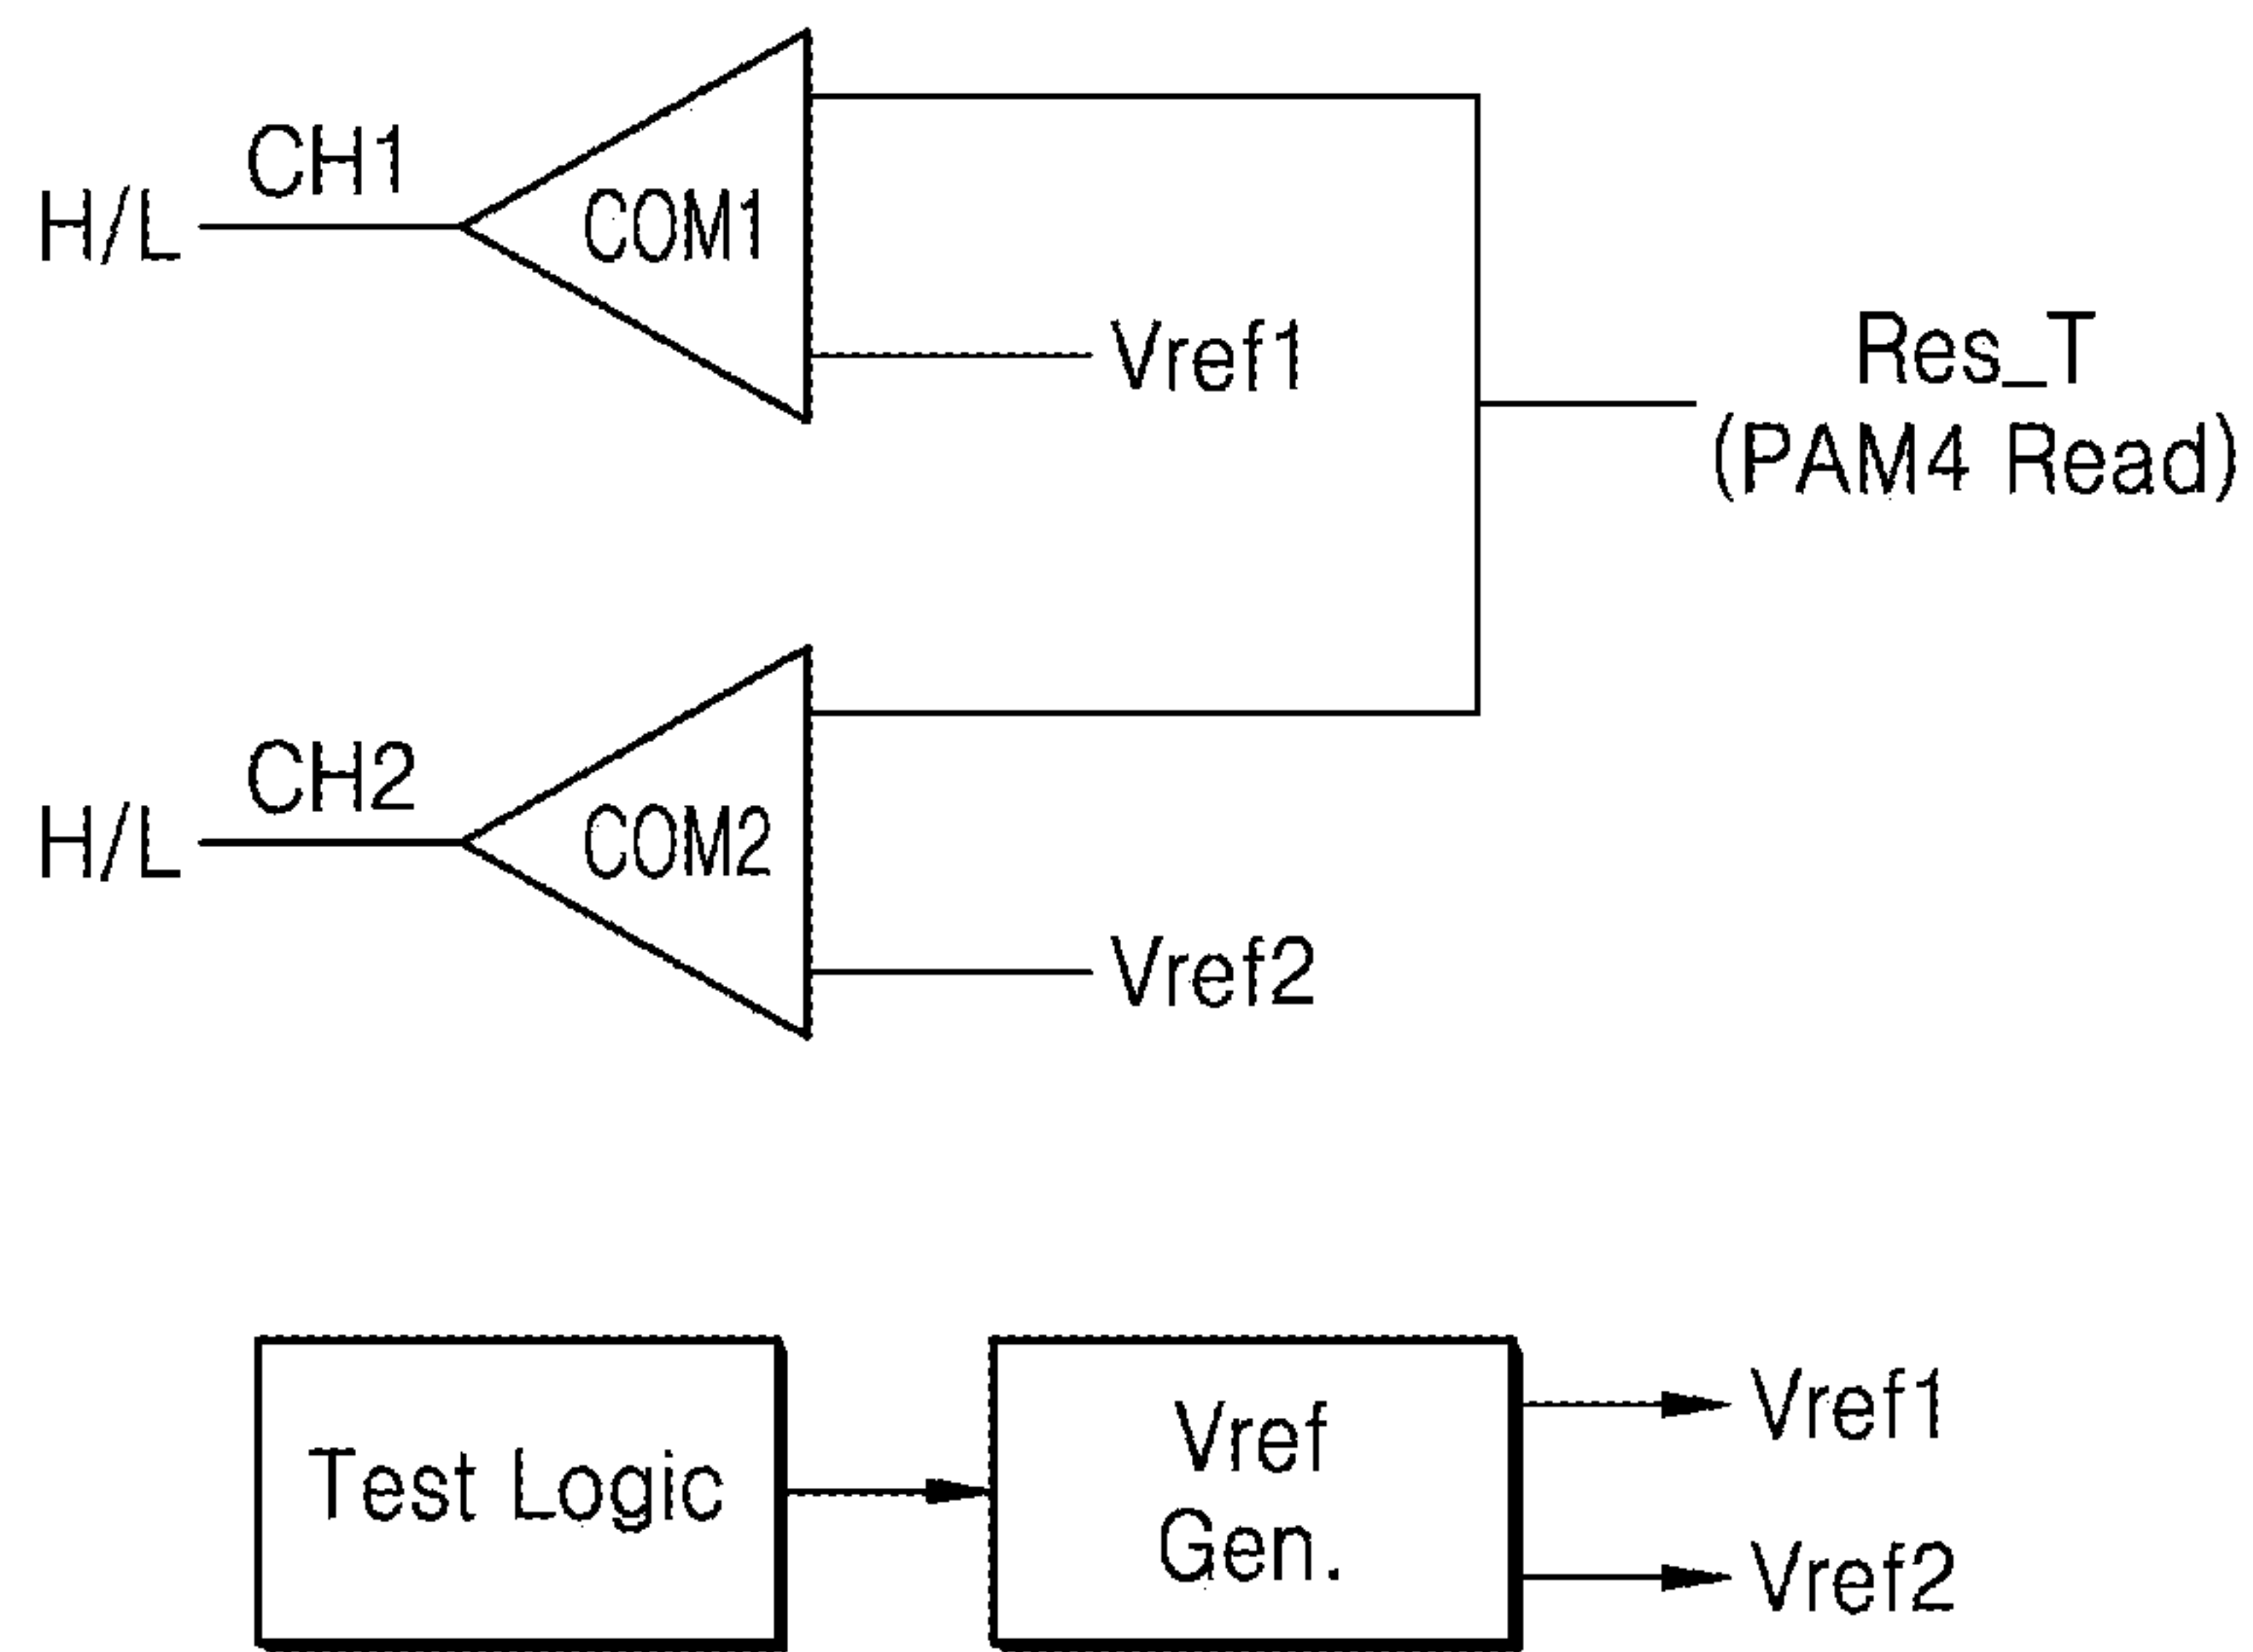 CH1
H/L
COM1
Vref1
Res_T
(PAM4 Read)
CH2
H/L
COM2
Vref2
Test Logic
Vref
Gen.
Vref1
Vref2